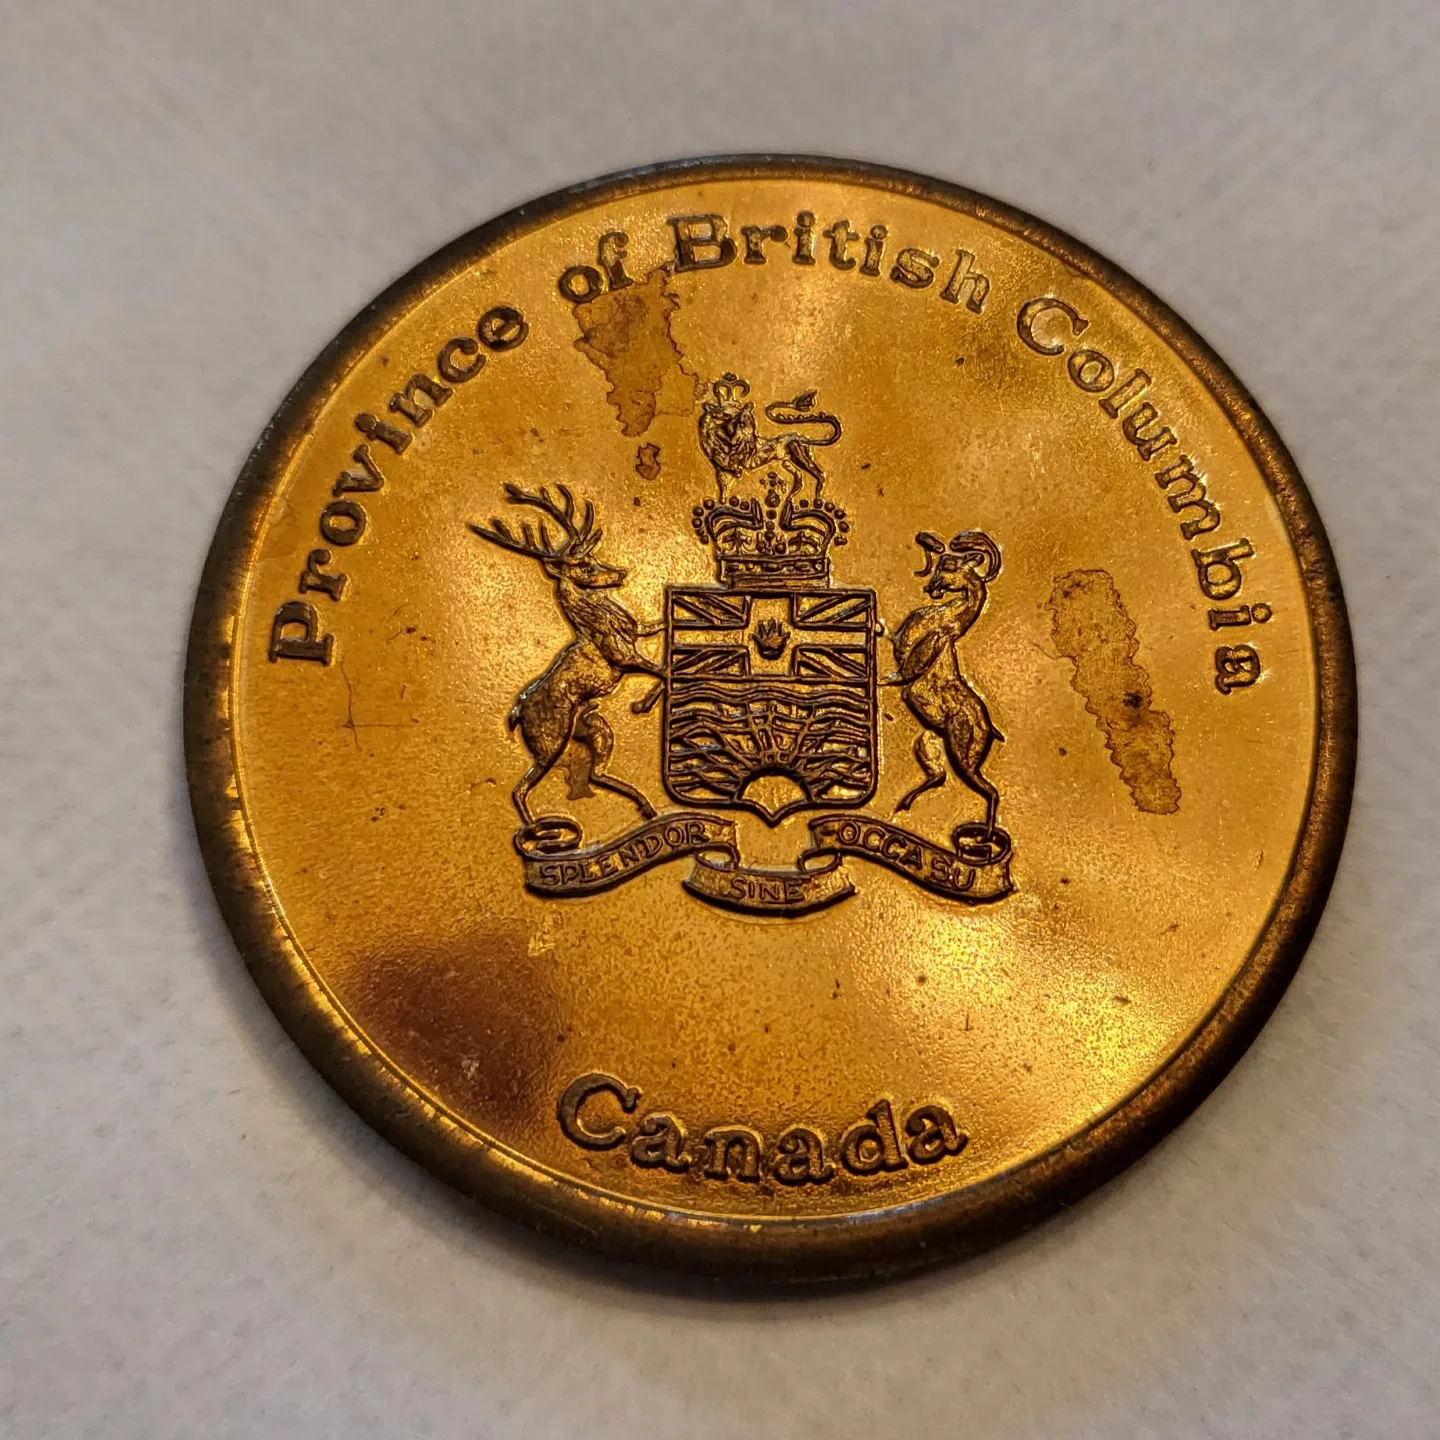 Province of British Columbia
SPLENDOR SINE OCCASU
Canada